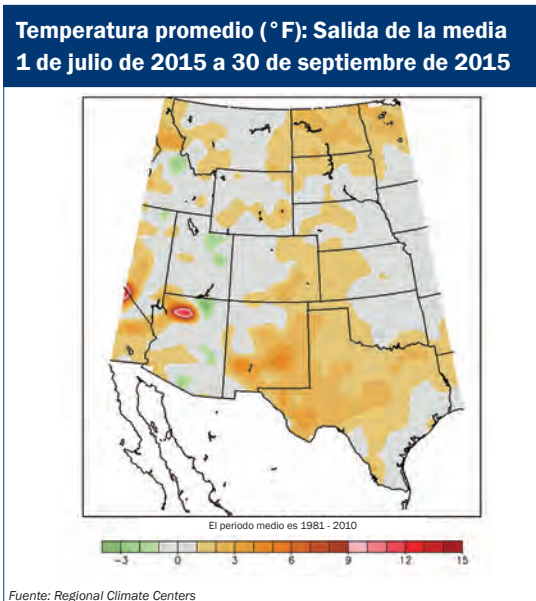 Temperatura promedio (°F): Salida de la media
1 de julio de 2015 a 30 de septiembre de 2015
El periodo medio es 1981 - 2010
-3 0 3 6 9 12 15
Fuente: Regional Climate Centers